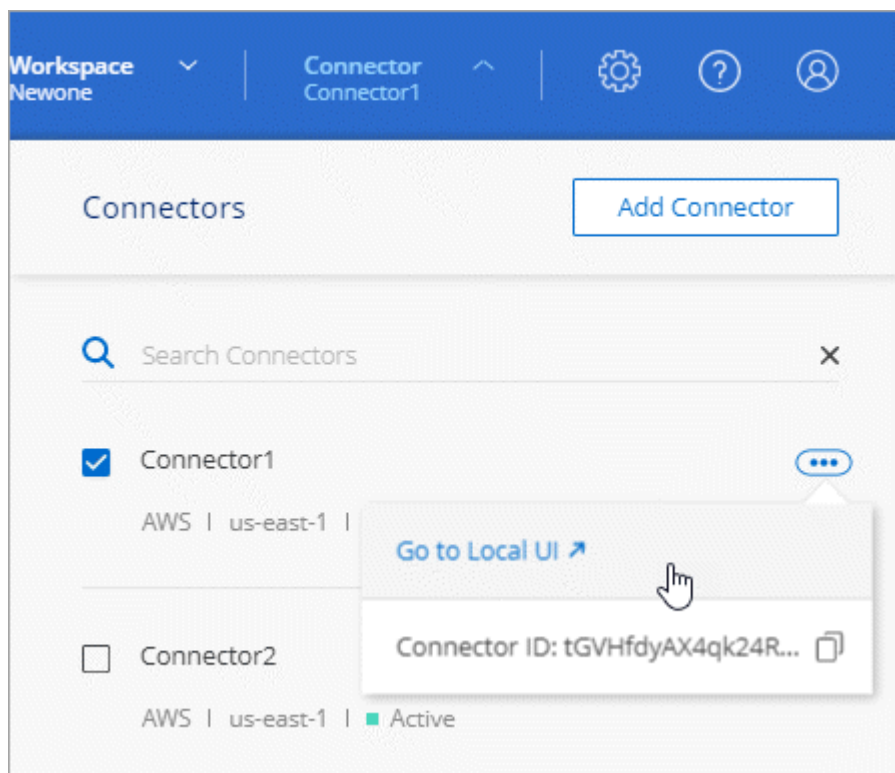 Workspace
Newone
Connector
Connector1
Connectors
Add Connector
Search Connectors
Connector1
AWS | us-east-1 |
Go to Local UI
Connector ID: tGVHfdyAX4qk24R...
Connector2
AWS | us-east-1 | Active